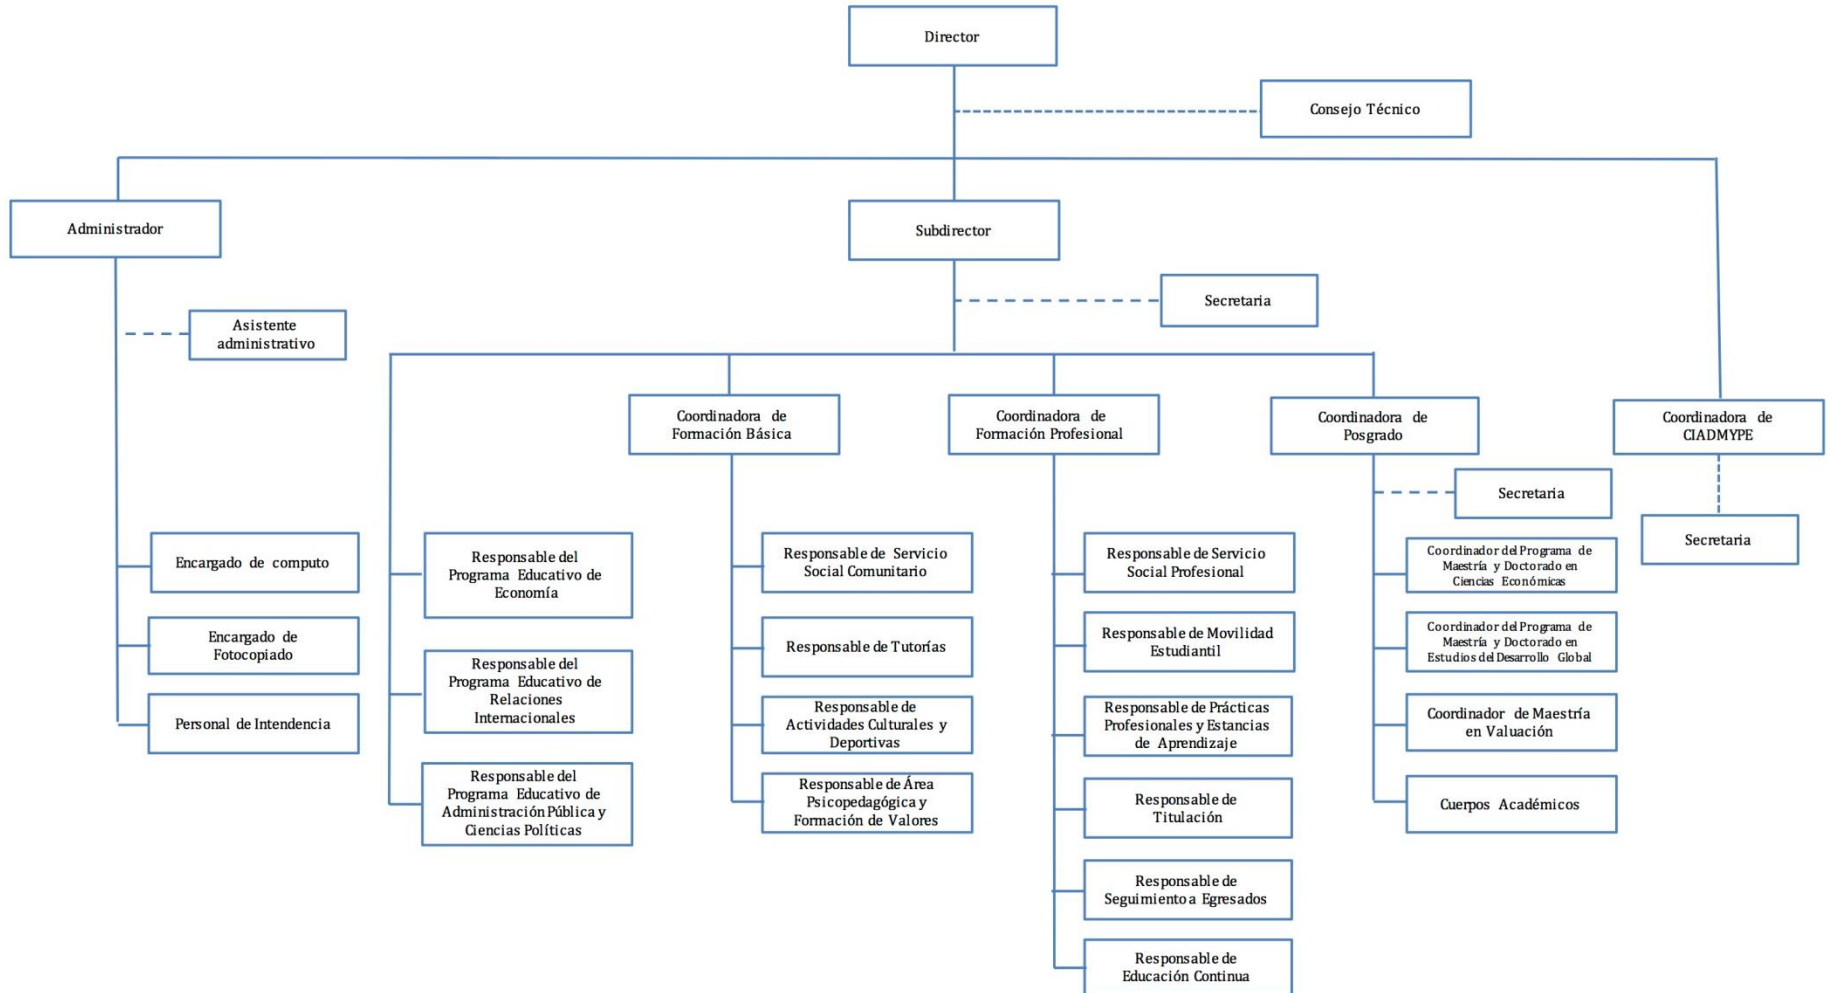 Director
Consejo Técnico
Administrador
Subdirector
Secretaria
Asistente
administrativo
Coordinadora de
Formación Básica
Coordinadora de
Formación Profesional
Coordinadora de
Posgrado
Coordinadora de
CIADMYPE
Secretaria
Secretaria
Encargado de computo
Encargado de
Fotocopiado
Personal de Intendencia
Responsable del
Programa Educativo de
Economía
Responsable del
Programa Educativo de
Relaciones
Internacionales
Responsable del
Programa Educativo de
Administración Pública y
Ciencias Políticas
Responsable de Servicio
Social Comunitario
Responsable de Tutorías
Responsable de
Actividades Culturales y
Deportivas
Responsable de Área
Psicopedagógica y
Formación de Valores
Responsable de Servicio
Social Profesional
Responsable de Movilidad
Estudiantil
Responsable de Prácticas
Profesionales y Estancias
de Aprendizaje
Responsable de
Titulación
Responsable de
Seguimiento a Egresados
Responsable de
Educación Continua
Coordinador del Programa de
Maestría y Doctorado en
Ciencias Económicas
Coordinador del Programa de
Maestría y Doctorado en
Estudios del Desarrollo Global
Coordinador de Maestría
en Valuación
Cuerpos Académicos